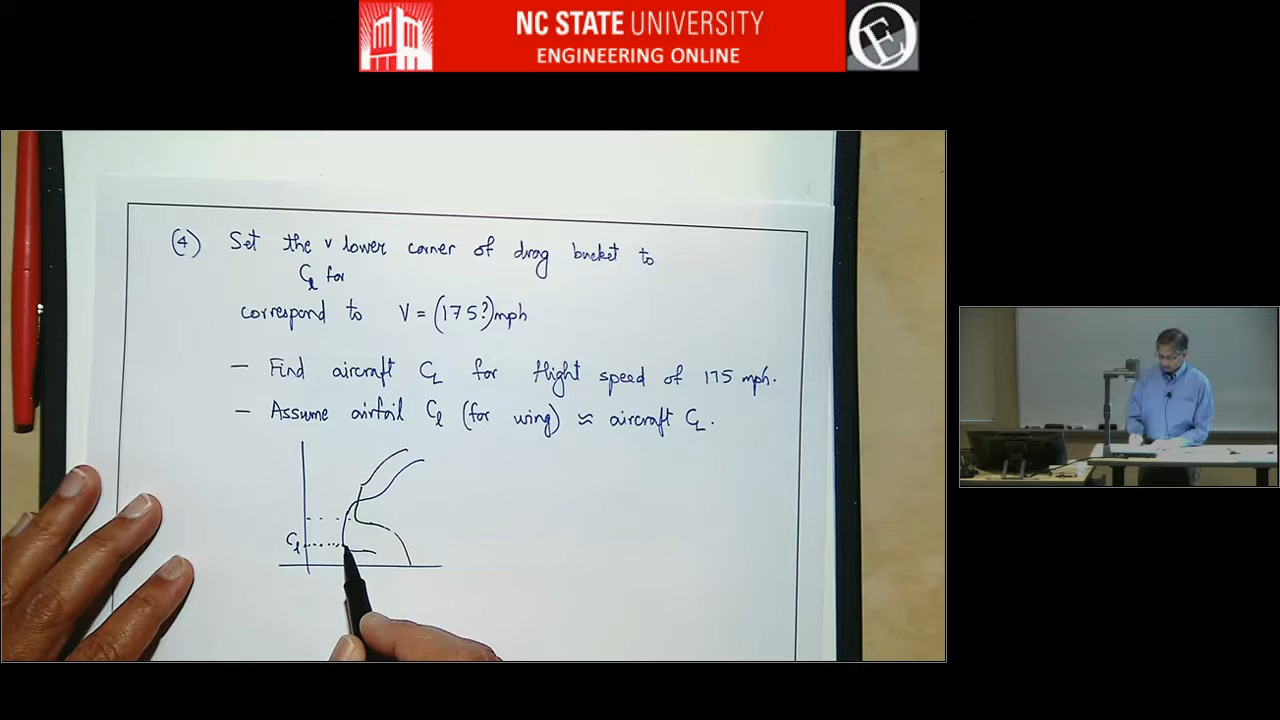 NC STATE UNIVERSITY
ENGINEERING ONLINE
(4) Set the v lower corner of drag bucket to
Cl for
correspond to V = (175?) mph
— Find aircraft CL for flight speed of 175 mph.
— Assume airfoil Cl (for wing) ≈ aircraft CL.
Cl